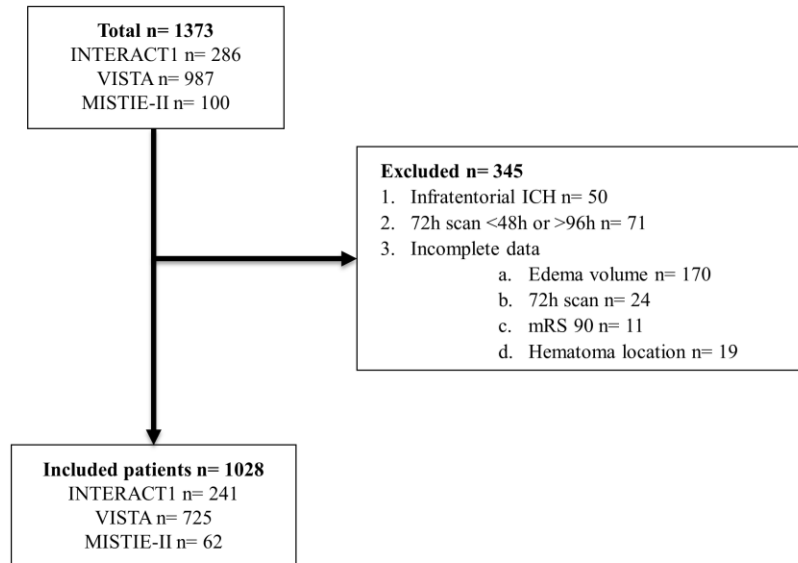 Total n= 1373
INTERACT1 n= 286
VISTA n= 987
MISTIE-II n= 100
Excluded n= 345
1. Infratentorial ICH n= 50
2. 72h scan <48h or >96h n= 71
3. Incomplete data
a. Edema volume n= 170
b. 72h scan n= 24
c. mRS 90 n= 11
d. Hematoma location n= 19
Included patients n= 1028
INTERACT1 n= 241
VISTA n= 725
MISTIE-II n= 62